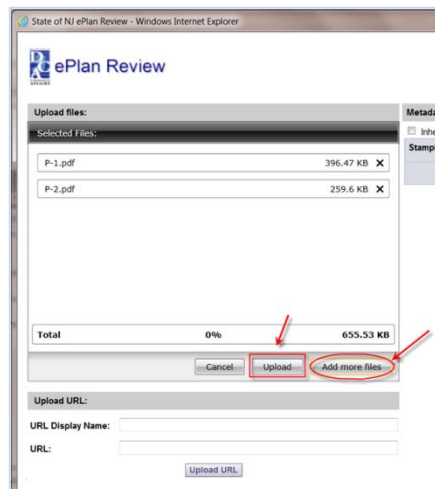 State of NJ ePlan Review - Windows Internet Explorer
ePlan Review
Upload files:
Metada
Selected Files:
Inhe
Stampi
P-1.pdf 396.47 KB X
P-2.pdf 259.6 KB X
Total 0% 655.53 KB
Cancel Upload Add more files
Upload URL:
URL Display Name:
URL:
Upload URL